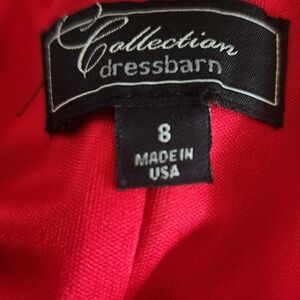 Collection
dressbarn
8
MADE IN
USA